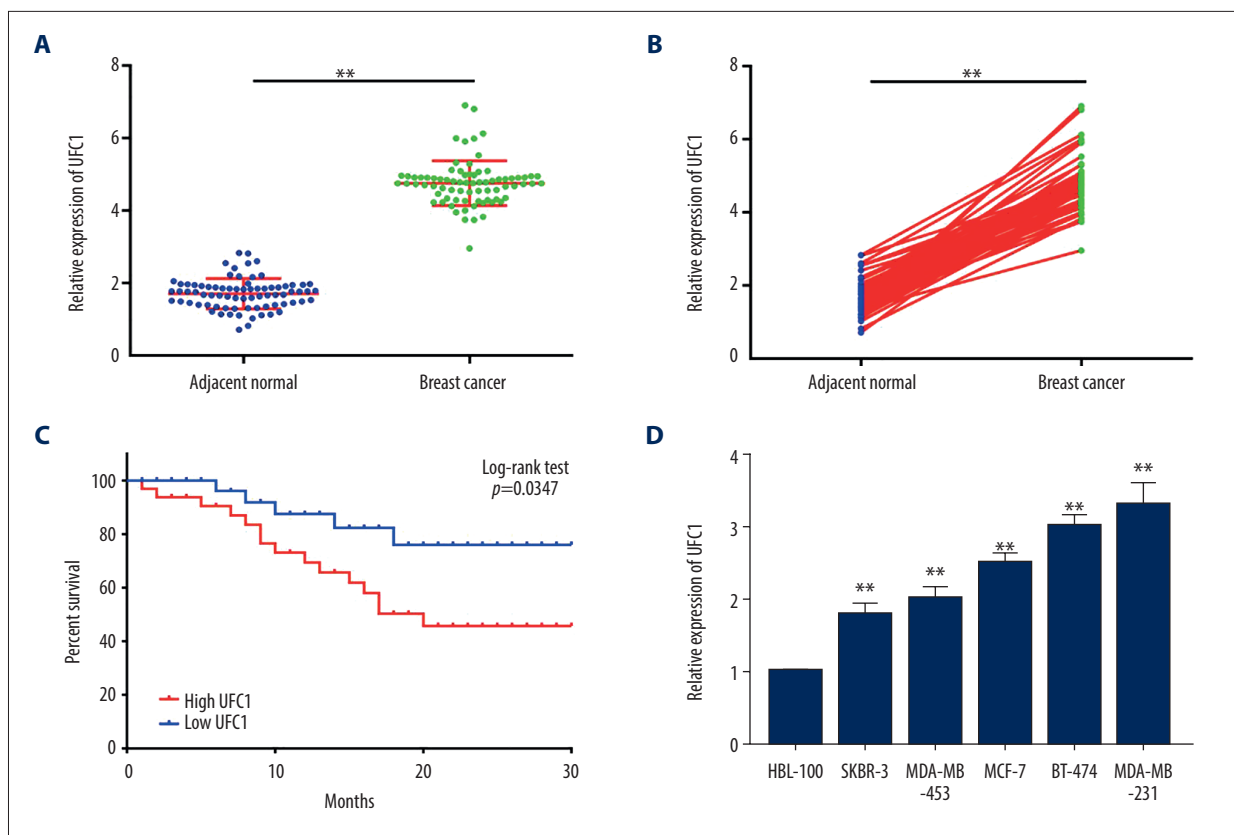 A
8
6
4
2
0
Relative expression of UFC1
**
Adjacent normal
Breast cancer
B
8
6
4
2
0
Relative expression of UFC1
**
Adjacent normal
Breast cancer
C
100
80
60
40
20
0
Percent survival
Log-rank test
p=0.0347
High UFC1
Low UFC1
0
10
20
30
Months
D
4
3
2
1
0
Relative expression of UFC1
**
**
**
**
**
HBL-100
SKBR-3
MDA-MB
-453
MCF-7
BT-474
MDA-MB
-231